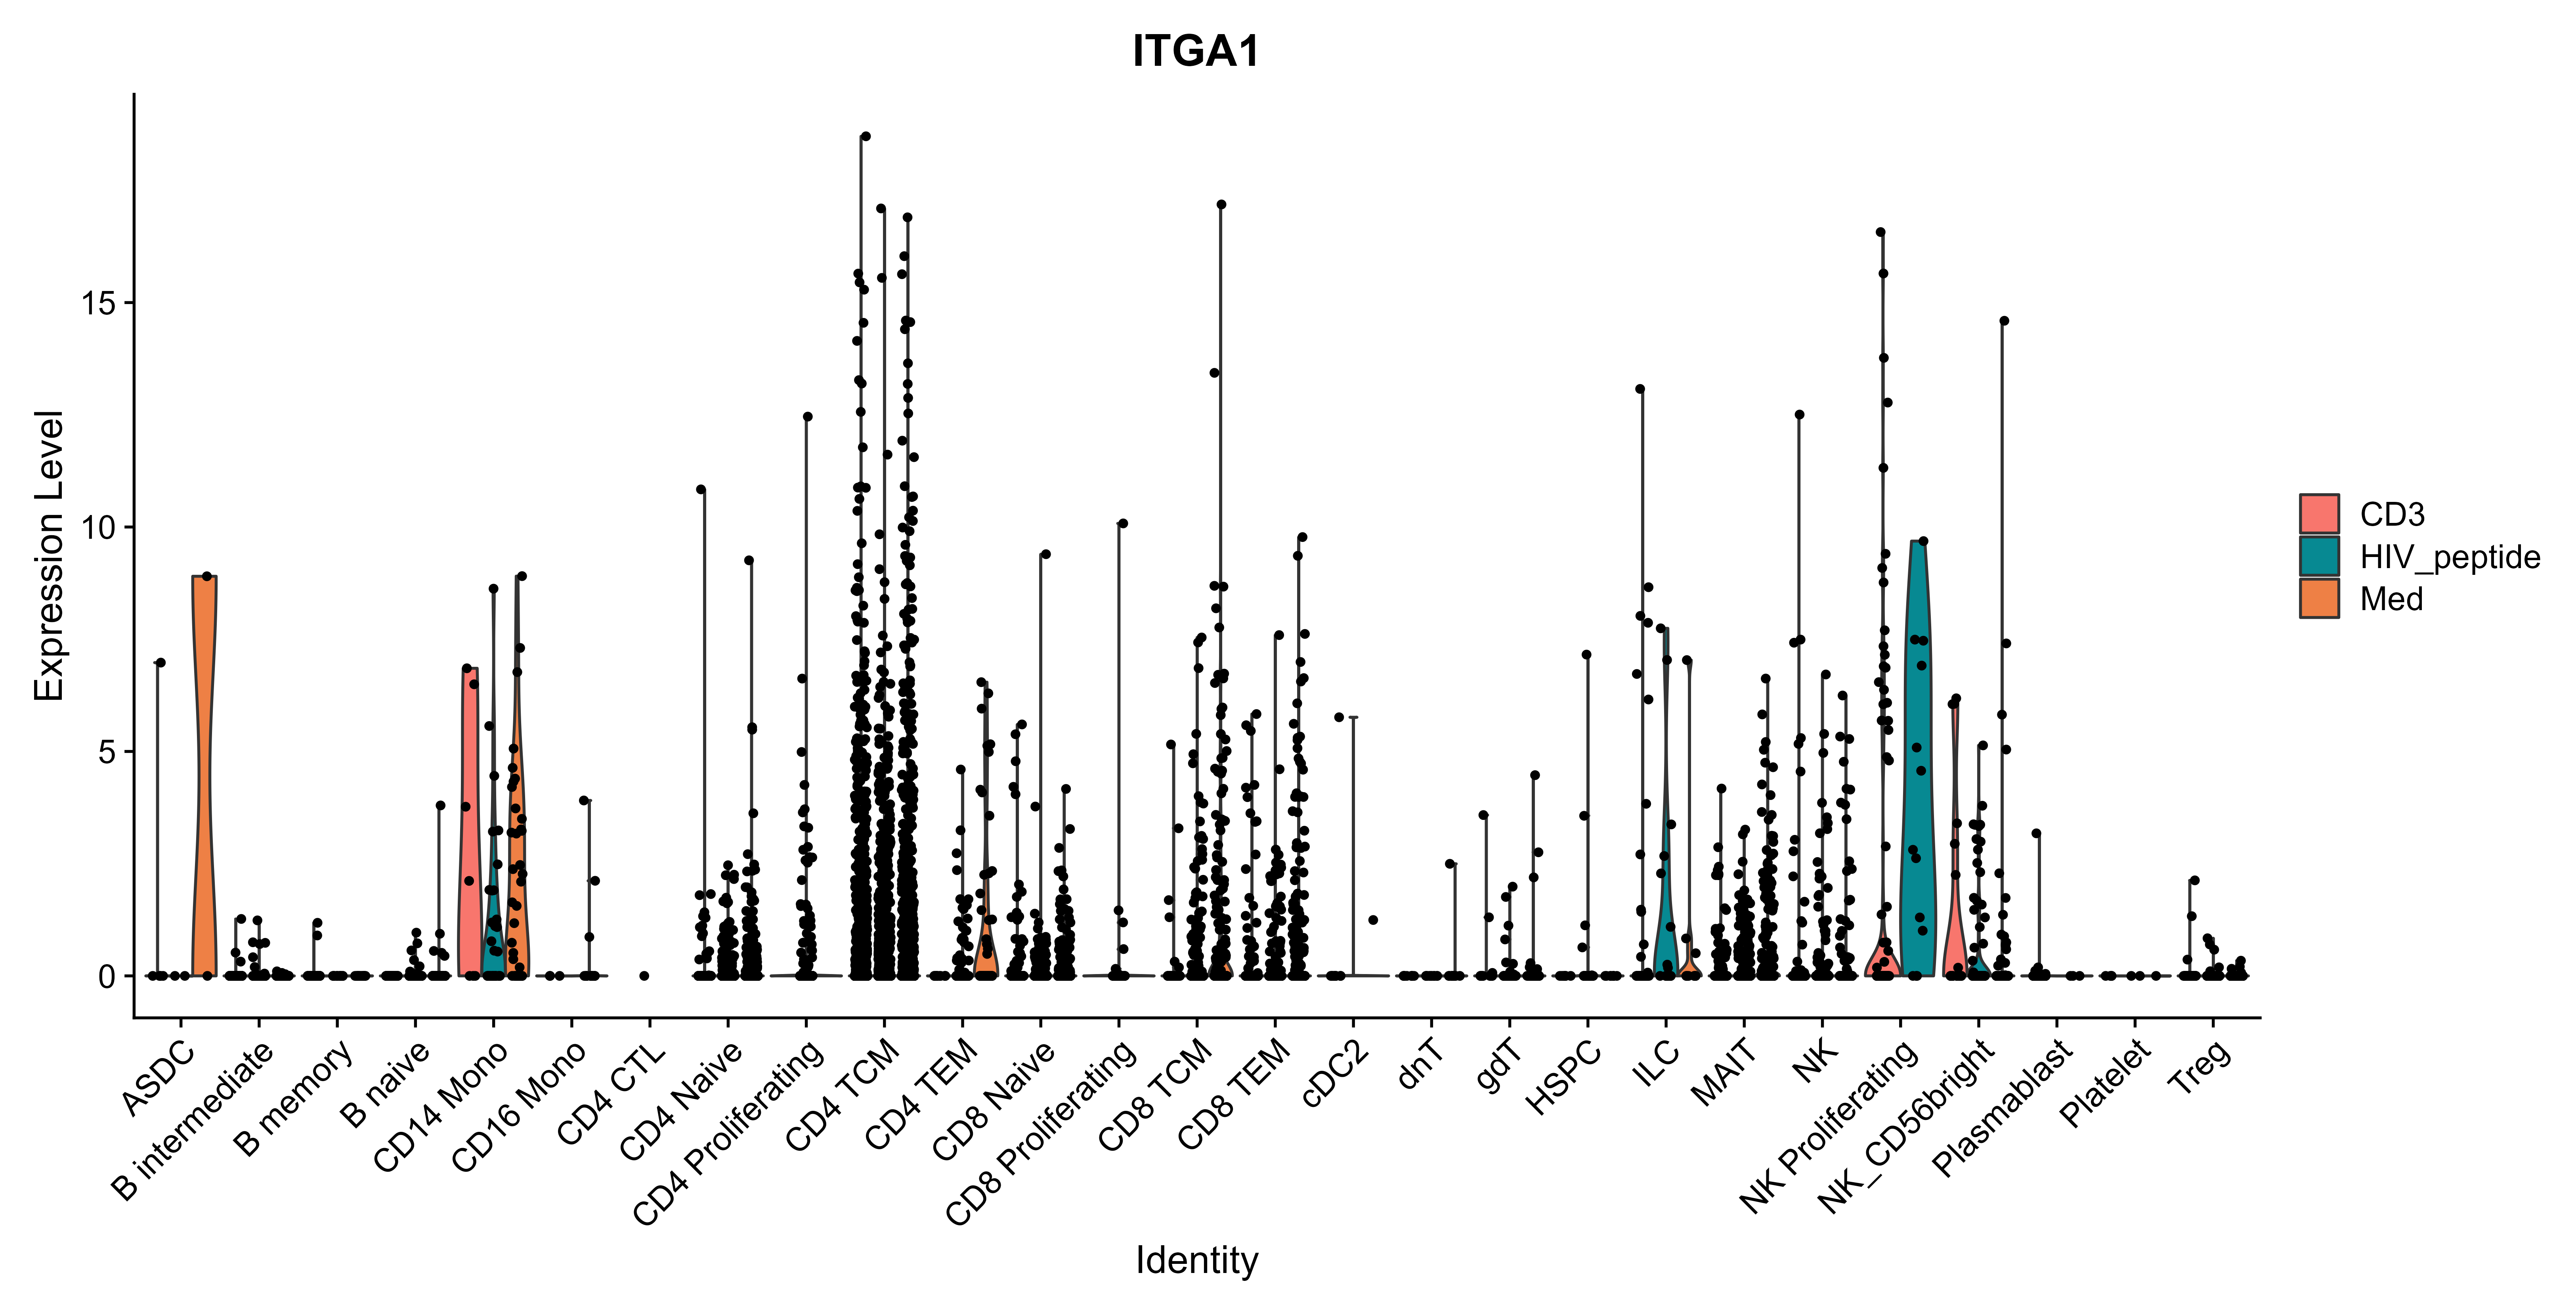 ITGA1
Expression Level
15
10
5
0
ASDC
B intermediate
B memory
B naive
CD14 Mono
CD16 Mono
CD4 CTL
CD4 Naive
CD4 Proliferating
CD4 TCM
CD4 TEM
CD8 Naive
CD8 Proliferating
CD8 TCM
CD8 TEM
cDC2
dnT
gdT
HSPC
ILC
MAIT
NK
NK Proliferating
NK_CD56bright
Plasmablast
Platelet
Treg
Identity
CD3
HIV_peptide
Med